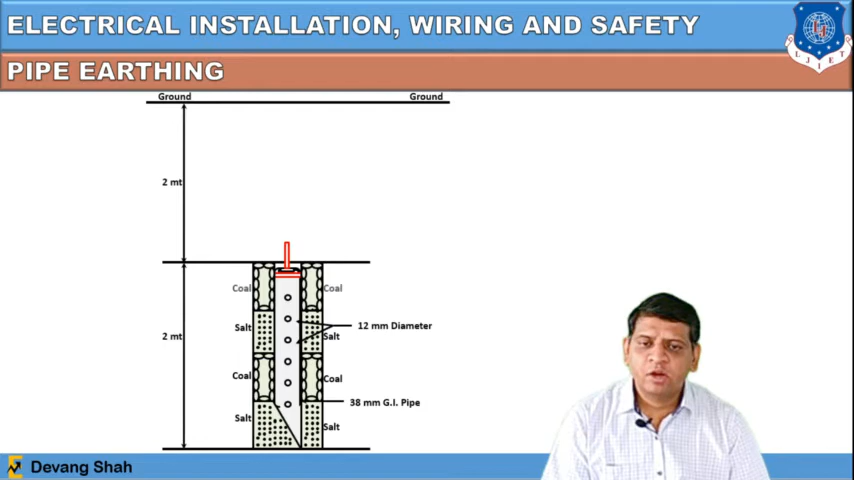 ELECTRICAL INSTALLATION, WIRING AND SAFETY
LJIET
PIPE EARTHING
Ground Ground
2 mt
Coal Coal
Salt Salt
12 mm Diameter
2 mt
Coal Coal
38 mm G.I. Pipe
Salt Salt
Devang Shah